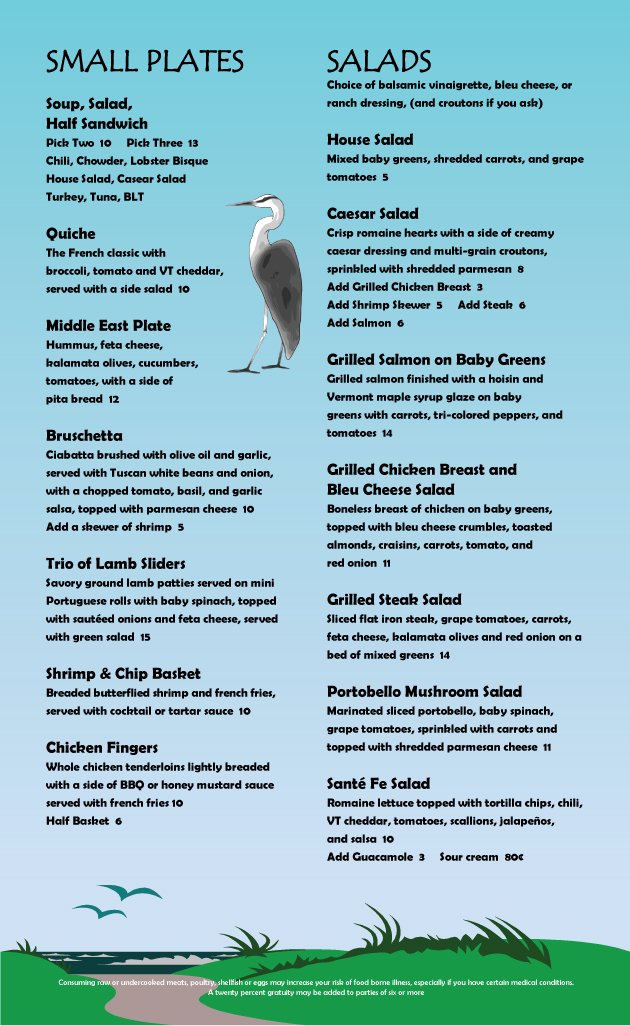 SMALL PLATES
Soup, Salad,
Half Sandwich
Pick Two 10 Pick Three 13
Chili, Chowder, Lobster Bisque
House Salad, Casear Salad
Turkey, Tuna, BLT
Quiche
The French classic with
broccoli, tomato and VT cheddar,
served with a side salad 10
Middle East Plate
Hummus, feta cheese,
kalamata olives, cucumbers,
tomatoes, with a side of
pita bread 12
Bruschetta
Ciabatta brushed with olive oil and garlic,
served with Tuscan white beans and onion,
with a chopped tomato, basil, and garlic
salsa, topped with parmesan cheese 10
Add a skewer of shrimp 5
Trio of Lamb Sliders
Savory ground lamb patties served on mini
Portuguese rolls with baby spinach, topped
with sautéed onions and feta cheese, served
with green salad 15
Shrimp & Chip Basket
Breaded butterflied shrimp and french fries,
served with cocktail or tartar sauce 10
Chicken Fingers
Whole chicken tenderloins lightly breaded
with a side of BBQ or honey mustard sauce
served with french fries 10
Half Basket 6
SALADS
Choice of balsamic vinaigrette, bleu cheese, or
ranch dressing, (and croutons if you ask)
House Salad
Mixed baby greens, shredded carrots, and grape
tomatoes 5
Caesar Salad
Crisp romaine hearts with a side of creamy
caesar dressing and multi-grain croutons,
sprinkled with shredded parmesan 8
Add Grilled Chicken Breast 3
Add Shrimp Skewer 5 Add Steak 6
Add Salmon 6
Grilled Salmon on Baby Greens
Grilled salmon finished with a hoisin and
Vermont maple syrup glaze on baby
greens with carrots, tri-colored peppers, and
tomatoes 14
Grilled Chicken Breast and
Bleu Cheese Salad
Boneless breast of chicken on baby greens,
topped with bleu cheese crumbles, toasted
almonds, craisins, carrots, tomato, and
red onion 11
Grilled Steak Salad
Sliced flat iron steak, grape tomatoes, carrots,
feta cheese, kalamata olives and red onion on a
bed of mixed greens 14
Portobello Mushroom Salad
Marinated sliced portobello, baby spinach,
grape tomatoes, sprinkled with carrots and
topped with shredded parmesan cheese 11
Santé Fe Salad
Romaine lettuce topped with tortilla chips, chili,
VT cheddar, tomatoes, scallions, jalapeños,
and salsa 10
Add Guacamole 3 Sour cream 80¢
Consuming raw or undercooked meats, poultry, shellfish or eggs may increase your risk of food borne illness, especially if you have certain medical conditions.
A twenty percent gratuity may be added to parties of six or more